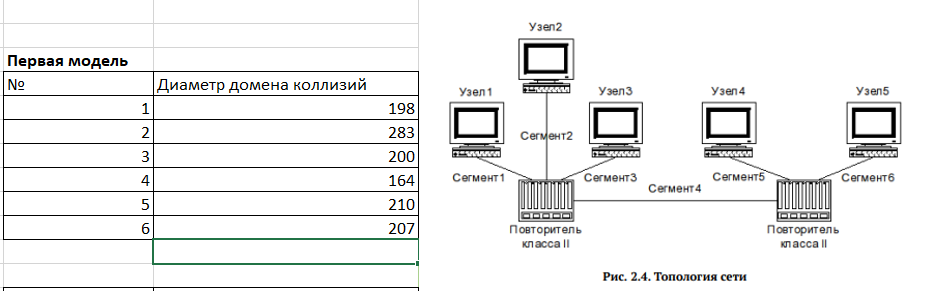 Первая модель
№ Диаметр домена коллизий
1 198
2 283
3 200
4 164
5 210
6 207
Узел2
Узел1 Узел3 Узел4 Узел5
Сегмент2
Сегмент1 Сегмент3 Сегмент4 Сегмент5 Сегмент6
Повторитель класса II
Повторитель класса II
Рис. 2.4. Топология сети